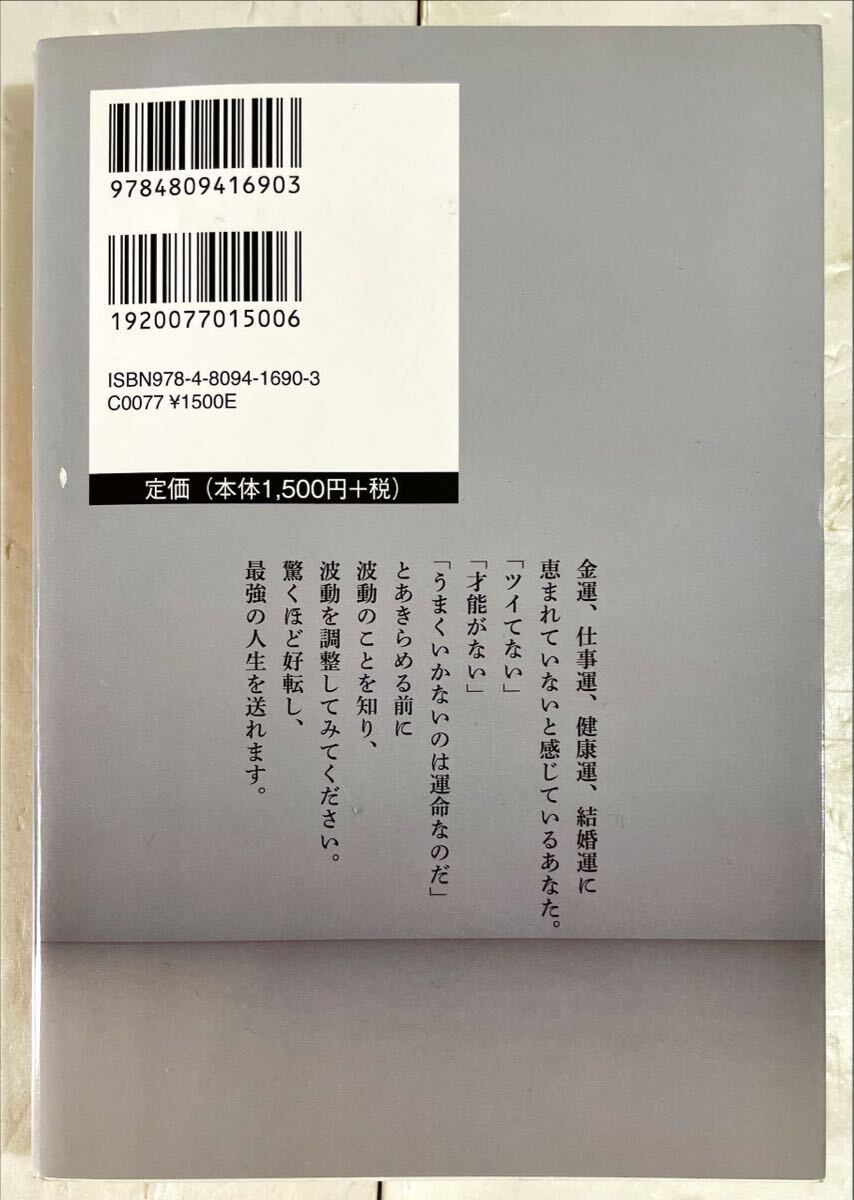 9784809416903
1920077015006
ISBN978-4-8094-1690-3
C0077 ¥1500E
定価（本体1,500円＋税）
金運、仕事運、健康運、結婚運に
恵まれていないと感じているあなた。
「ツイてない」
「才能がない」
「うまくいかないのは運命なのだ」
とあきらめる前に
波動のことを知り、
波動を調整してみてください。
驚くほど好転し、
最強の人生を送れます。